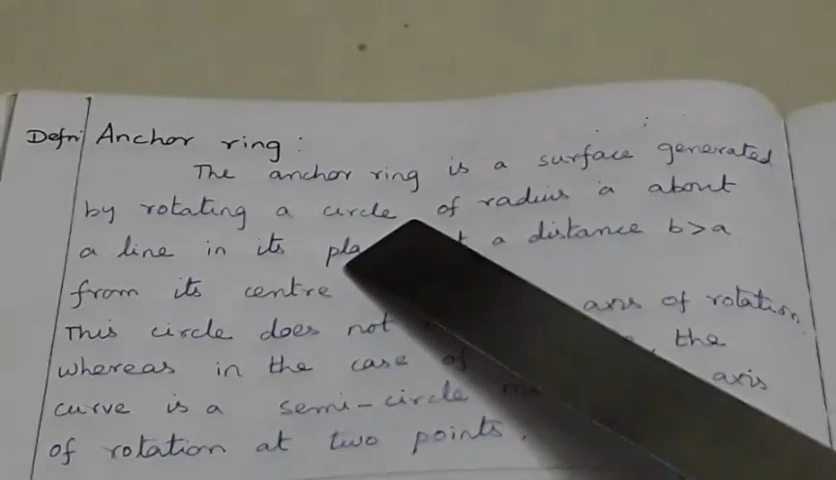 Defn: Anchor ring :
The anchor ring is a surface generated
by rotating a circle of radius a about
a line in its a distance b>a
from its centre axis of rotation.
This circle does not the
whereas in the case of axis
curve is a semi-circle
of rotation at two points.